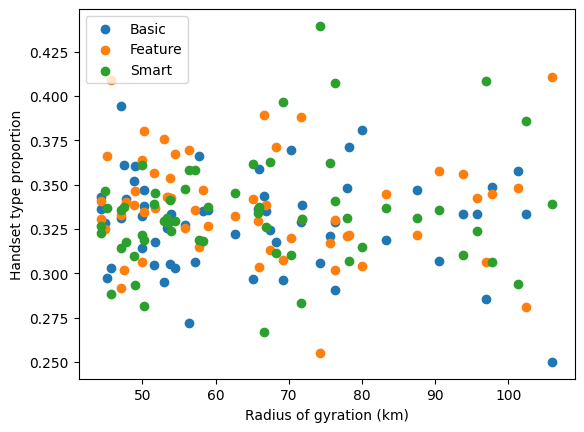 Basic
Feature
Smart
0.425
0.400
0.375
0.350
0.325
0.300
0.275
0.250
Handset type proportion
50 60 70 80 90 100
Radius of gyration (km)